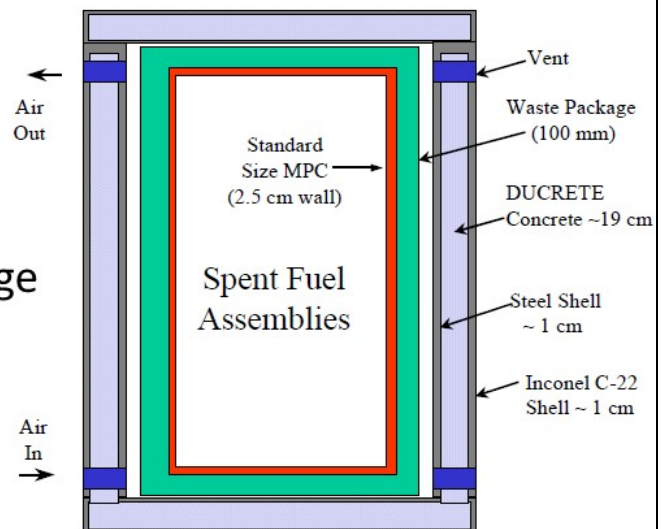 Vent
Air
Out
Waste Package
(100 mm)
Standard
Size MPC
(2.5 cm wall)
DUCRETE
Concrete ~19 cm
ge
Spent Fuel
Assemblies
Steel Shell
~ 1 cm
Inconel C-22
Shell ~ 1 cm
Air
In